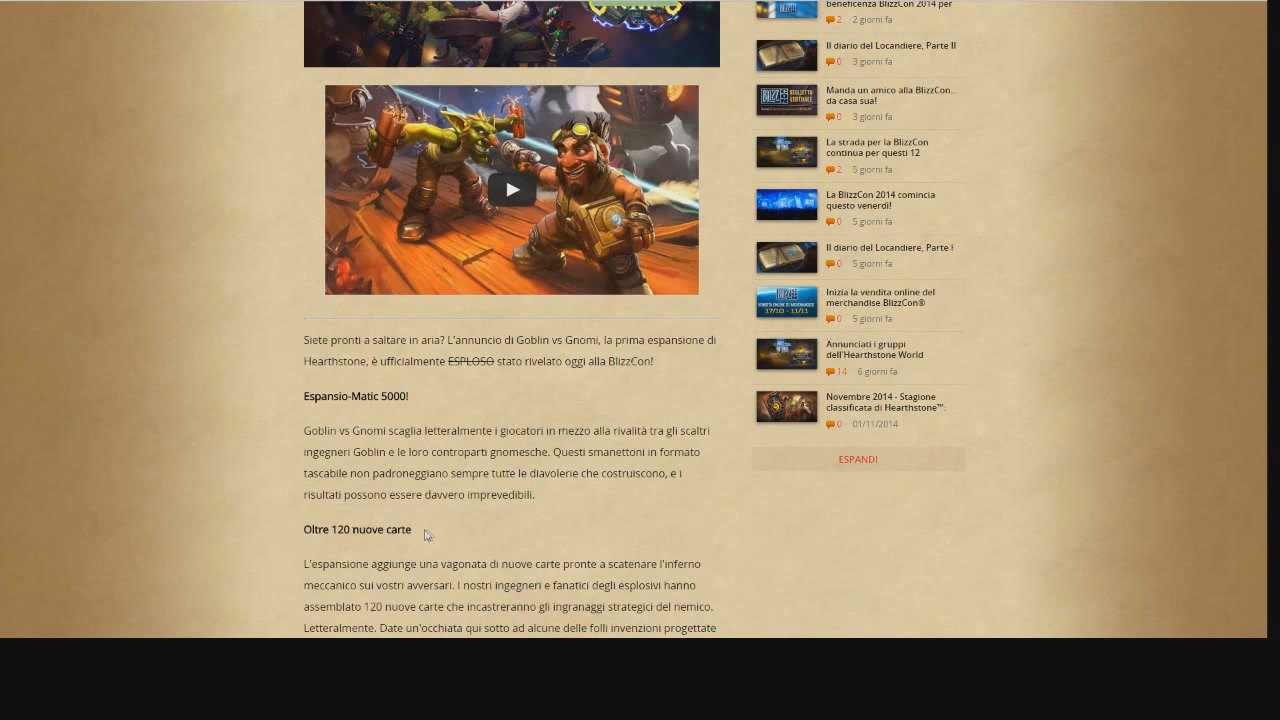 Siete pronti a saltare in aria? L'annuncio di Goblin vs Gnomi, la prima espansione di
Hearthstone, è ufficialmente ESPLOSO stato rivelato oggi alla BlizzCon!
Espansio-Matic 5000!
Goblin vs Gnomi scaglia letteralmente i giocatori in mezzo alla rivalità tra gli scaltri
ingegneri Goblin e le loro controparti gnomesche. Questi smanettoni in formato
tascabile non padroneggiano sempre tutte le diavolerie che costruiscono, e i
risultati possono essere davvero imprevedibili.
Oltre 120 nuove carte
L'espansione aggiunge una vagonata di nuove carte pronte a scatenare l'inferno
meccanico sui vostri avversari. I nostri ingegneri e fanatici degli esplosivi hanno
assemblato 120 nuove carte che incastreranno gli ingranaggi strategici del nemico.
Letteralmente. Date un'occhiata qui sotto ad alcune delle folli invenzioni progettate
beneficenza BlizzCon 2014 per
2 2 giorni fa
Il diario del Locandiere, Parte II
0 3 giorni fa
Manda un amico alla BlizzCon...
da casa sua!
0 3 giorni fa
La strada per la BlizzCon
continua per questi 12
2 5 giorni fa
La BlizzCon 2014 comincia
questo venerdì!
0 5 giorni fa
Il diario del Locandiere, Parte I
0 5 giorni fa
Inizia la vendita online del
merchandise BlizzCon®
0 5 giorni fa
VENDITA ONLINE DI MERCHANDISE
17/10 - 11/11
Annunciati i gruppi
dell'Hearthstone World
14 6 giorni fa
Novembre 2014 - Stagione
classificata di Hearthstone™:
0 01/11/2014
ESPANDI